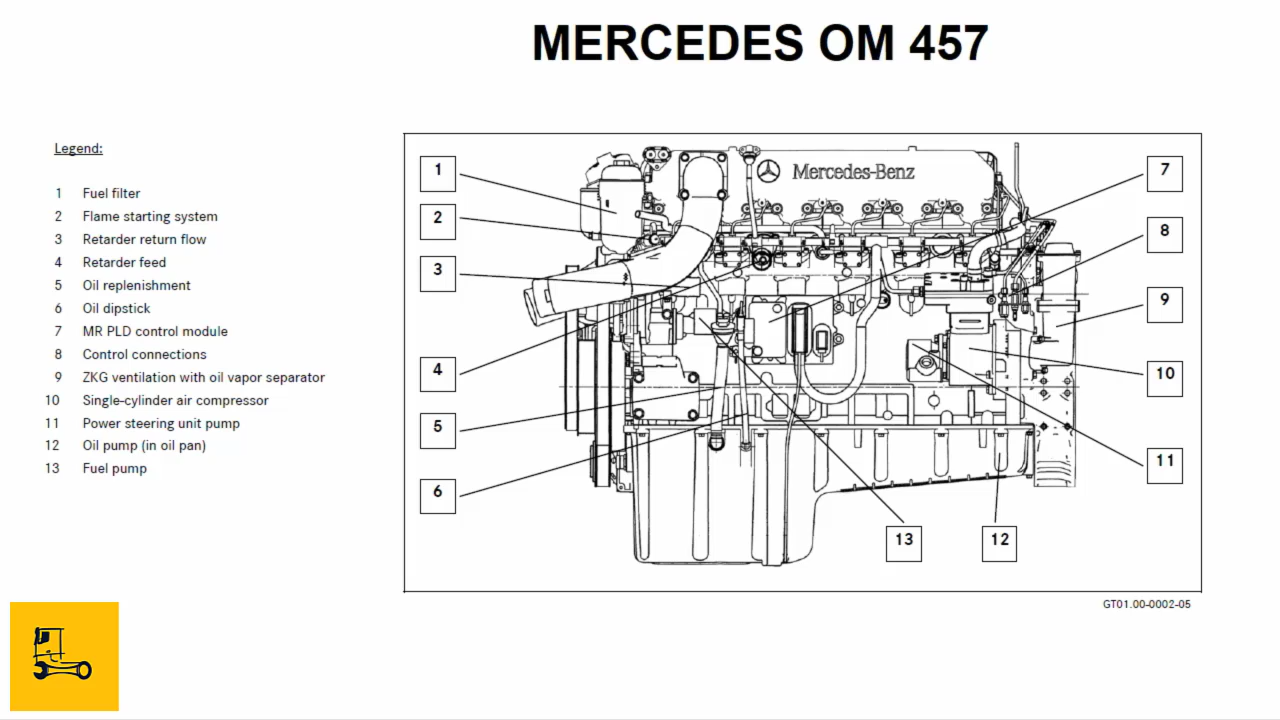 MERCEDES OM 457
Legend:
1 Fuel filter
2 Flame starting system
3 Retarder return flow
4 Retarder feed
5 Oil replenishment
6 Oil dipstick
7 MR PLD control module
8 Control connections
9 ZKG ventilation with oil vapor separator
10 Single-cylinder air compressor
11 Power steering unit pump
12 Oil pump (in oil pan)
13 Fuel pump
Mercedes-Benz
1
2
3
4
5
6
7
8
9
10
11
13
12
GT01.00-0002-05